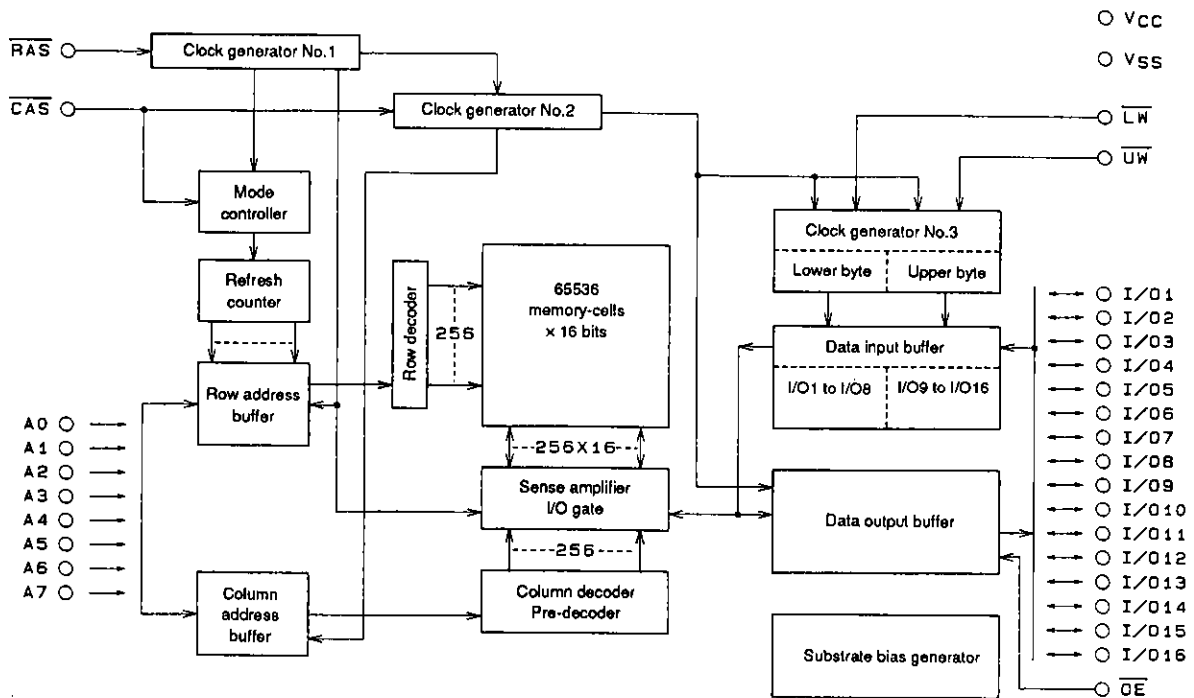 RAS
CAS
Clock generator No.1
Clock generator No.2
VCC
VSS
LW
UW
Mode
controller
Refresh
counter
Row address
buffer
Row decoder
256
65536
memory-cells
× 16 bits
256X16
Sense amplifier
I/O gate
256
Column decoder
Pre-decoder
Column
address
buffer
A0
A1
A2
A3
A4
A5
A6
A7
Clock generator No.3
Lower byte
Upper byte
Data input buffer
I/O1 to I/O8
I/O9 to I/O16
Data output buffer
Substrate bias generator
I/O1
I/O2
I/O3
I/O4
I/O5
I/O6
I/O7
I/O8
I/O9
I/O10
I/O11
I/O12
I/O13
I/O14
I/O15
I/O16
OE